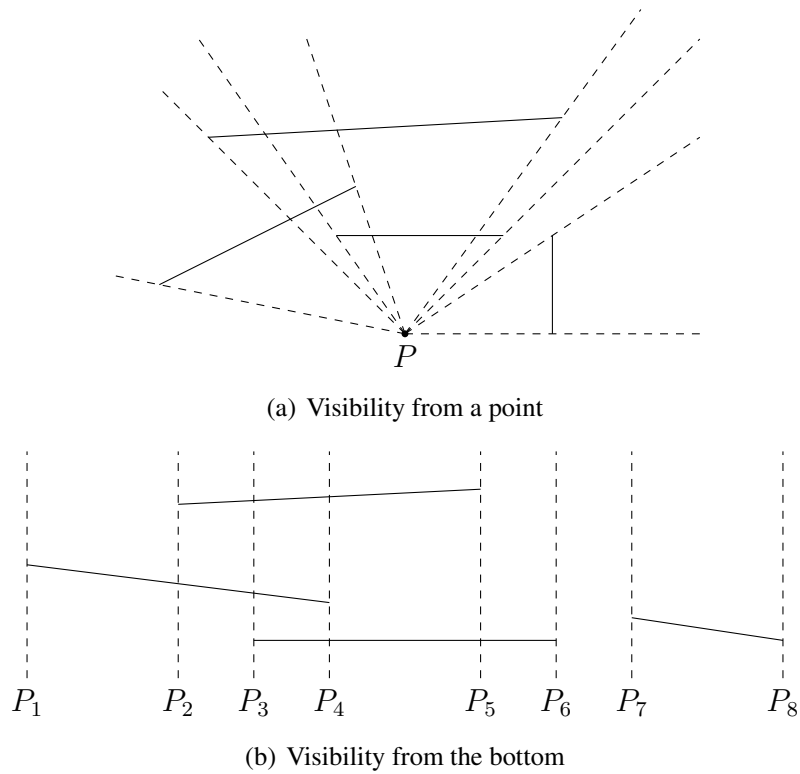 P
(a) Visibility from a point
P₁ P₂ P₃ P₄ P₅ P₆ P₇ P₈
(b) Visibility from the bottom